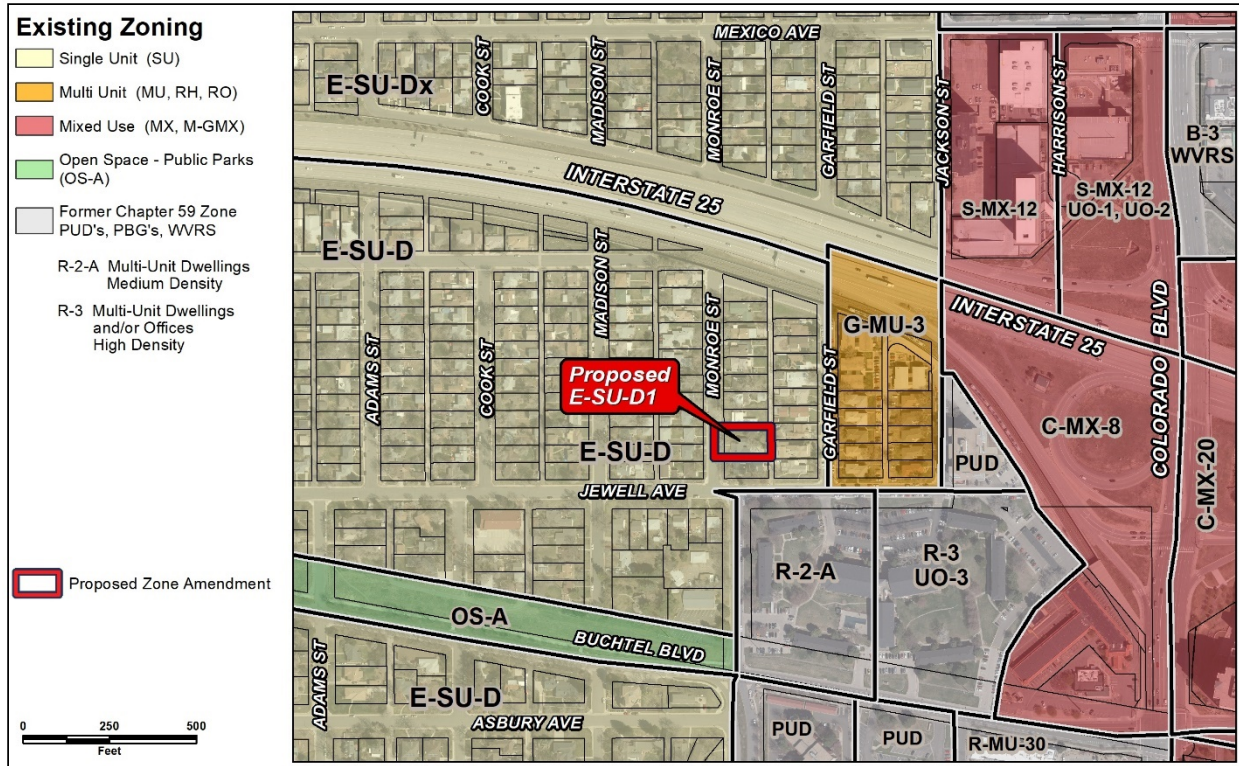 Existing Zoning
Single Unit (SU)
Multi Unit (MU, RH, RO)
Mixed Use (MX, M-GMX)
Open Space - Public Parks
(OS-A)
Former Chapter 59 Zone
PUD's, PBG's, WVRS
R-2-A Multi-Unit Dwellings
Medium Density
R-3 Multi-Unit Dwellings
and/or Offices
High Density
Proposed Zone Amendment
0 250 500
Feet
MEXICO AVE
E-SU-Dx
COOK ST
MADISON ST
MONROE ST
GARFIELD ST
JACKSON ST
HARRISON ST
B-3
WVRS
INTERSTATE 25
S-MX-12
S-MX-12
UO-1, UO-2
E-SU-D
MADISON ST
G-MU-3
INTERSTATE 25
COLORADO BLVD
ADAMS ST
COOK ST
MONROE ST
GARFIELD ST
Proposed
E-SU-D1
E-SU-D
C-MX-8
C-MX-20
PUD
JEWELL AVE
R-2-A
R-3
UO-3
OS-A
BUCHTEL BLVD
ADAMS ST
E-SU-D
ASBURY AVE
PUD
PUD
R-MU-30